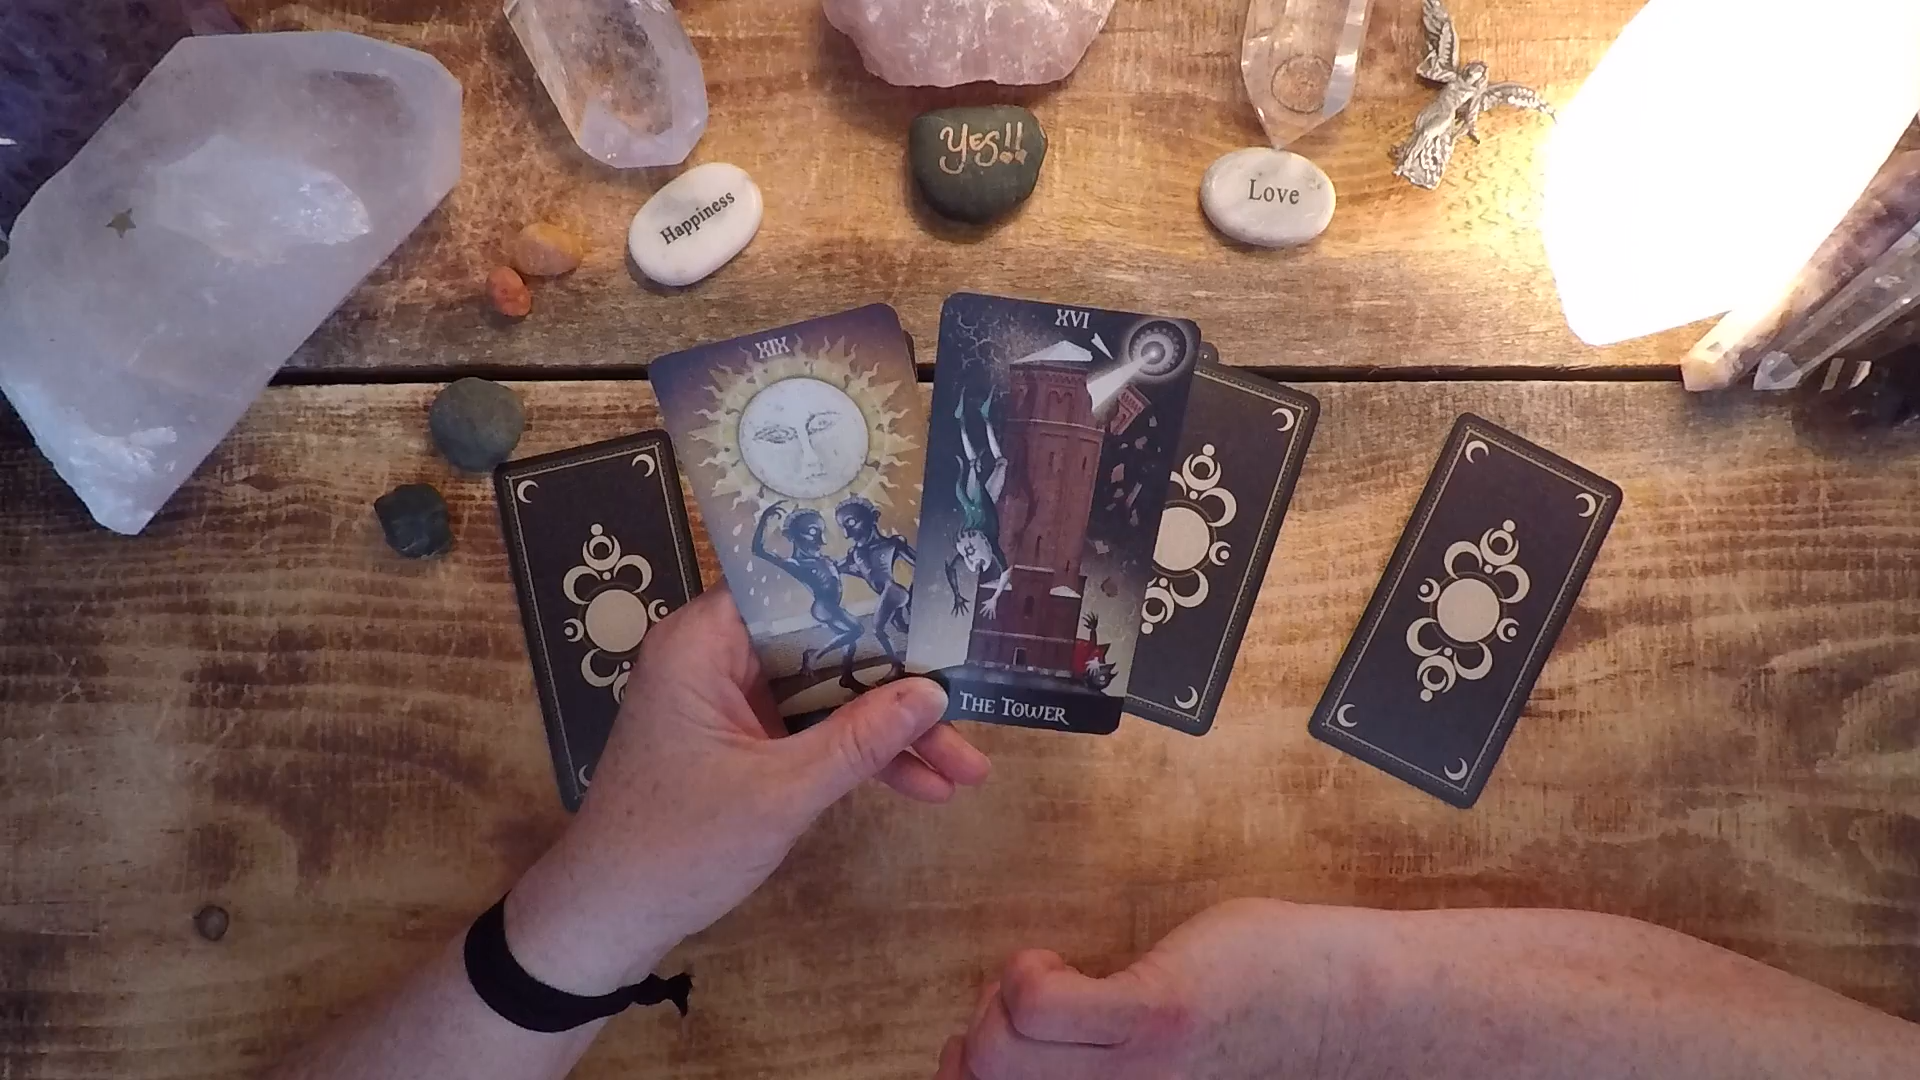 YES!!
Love
Happiness
XVI
XIX
THE TOWER